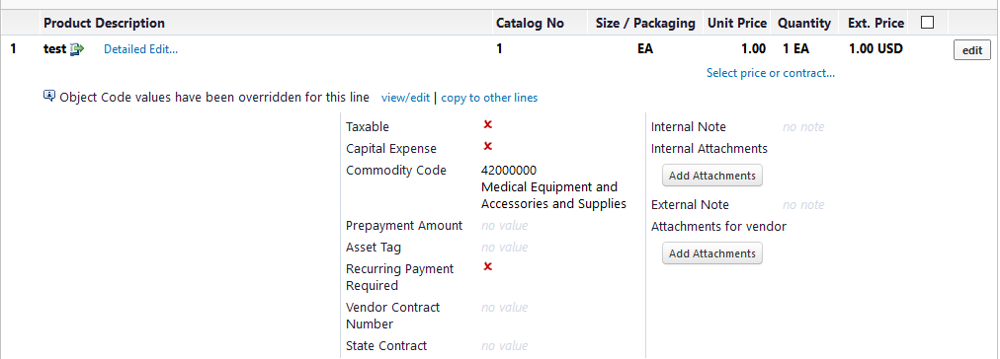 Product Description Catalog No Size / Packaging Unit Price Quantity Ext. Price
1 test Detailed Edit... 1 EA 1.00 1 EA 1.00 USD edit
Select price or contract...
Object Code values have been overridden for this line view/edit | copy to other lines
Taxable
Capital Expense
Commodity Code 42000000
Medical Equipment and
Accessories and Supplies
Prepayment Amount no value
Asset Tag no value
Recurring Payment
Required
Vendor Contract
Number no value
State Contract no value
Internal Note no note
Internal Attachments
Add Attachments
External Note no note
Attachments for vendor
Add Attachments